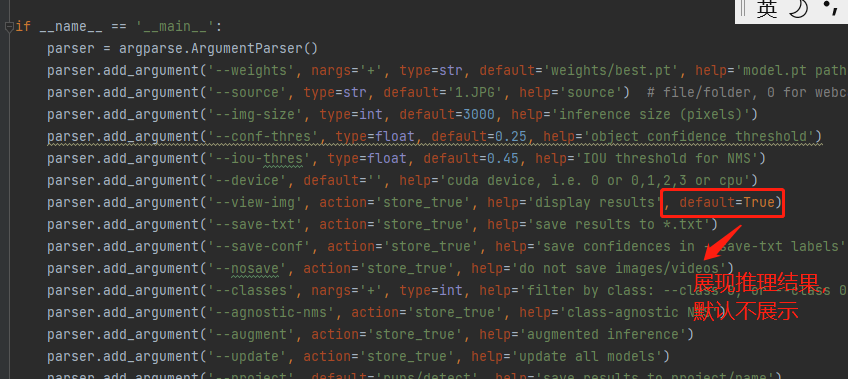 英
if __name__ == '__main__':
parser = argparse.ArgumentParser()
parser.add_argument('--weights', nargs='+', type=str, default='weights/best.pt', help='model.pt path
parser.add_argument('--source', type=str, default='1.JPG', help='source') # file/folder, 0 for webc
parser.add_argument('--img-size', type=int, default=3000, help='inference size (pixels)')
parser.add_argument('--conf-thres', type=float, default=0.25, help='object confidence threshold')
parser.add_argument('--iou-thres', type=float, default=0.45, help='IOU threshold for NMS')
parser.add_argument('--device', default='', help='cuda device, i.e. 0 or 0,1,2,3 or cpu')
parser.add_argument('--view-img', action='store_true', help='display results', default=True)
parser.add_argument('--save-txt', action='store_true', help='save results to *.txt')
parser.add_argument('--save-conf', action='store_true', help='save confidences in --save-txt labels'
parser.add_argument('--nosave', action='store_true', help='do not save images/videos')
展现推理结果，
parser.add_argument('--classes', nargs='+', type=int, help='filter by class: --class 0, or --class 0
默认不展示
parser.add_argument('--agnostic-nms', action='store_true', help='class-agnostic NMS')
parser.add_argument('--augment', action='store_true', help='augmented inference')
parser.add_argument('--update', action='store_true', help='update all models')
parser.add_argument('--project', default='runs/detect', help='save results to project/name')